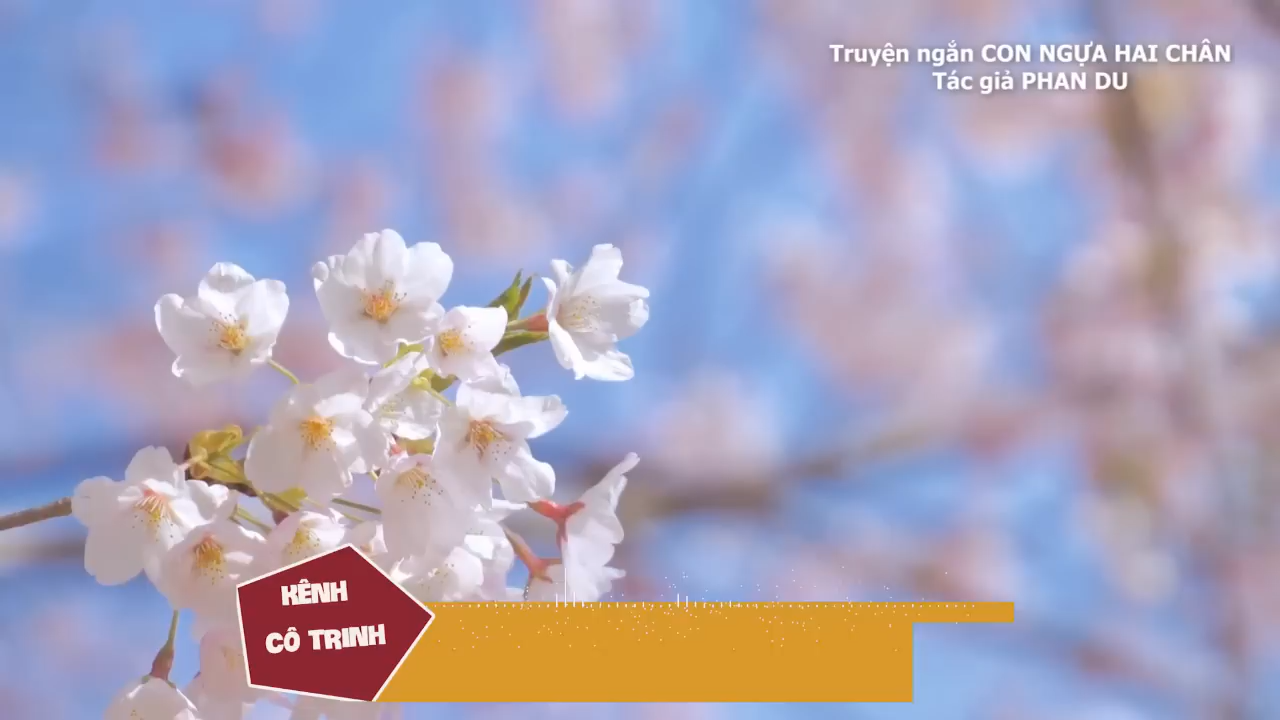 Truyện ngắn CON NGỰA HAI CHÂN
Tác giả PHAN DU
KÊNH
CÔ TRINH